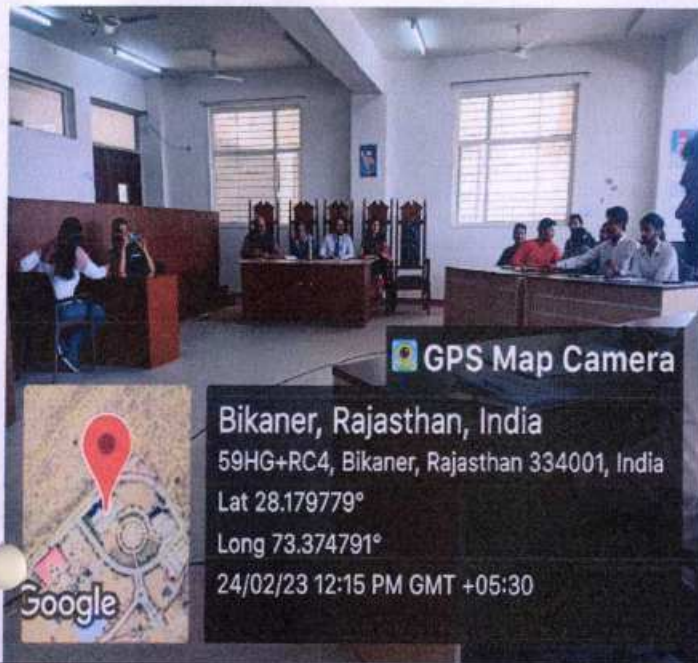 GPS Map Camera
Bikaner, Rajasthan, India
59HG+RC4, Bikaner, Rajasthan 334001, India
Lat 28.179779°
Long 73.374791°
24/02/23 12:15 PM GMT +05:30
Google